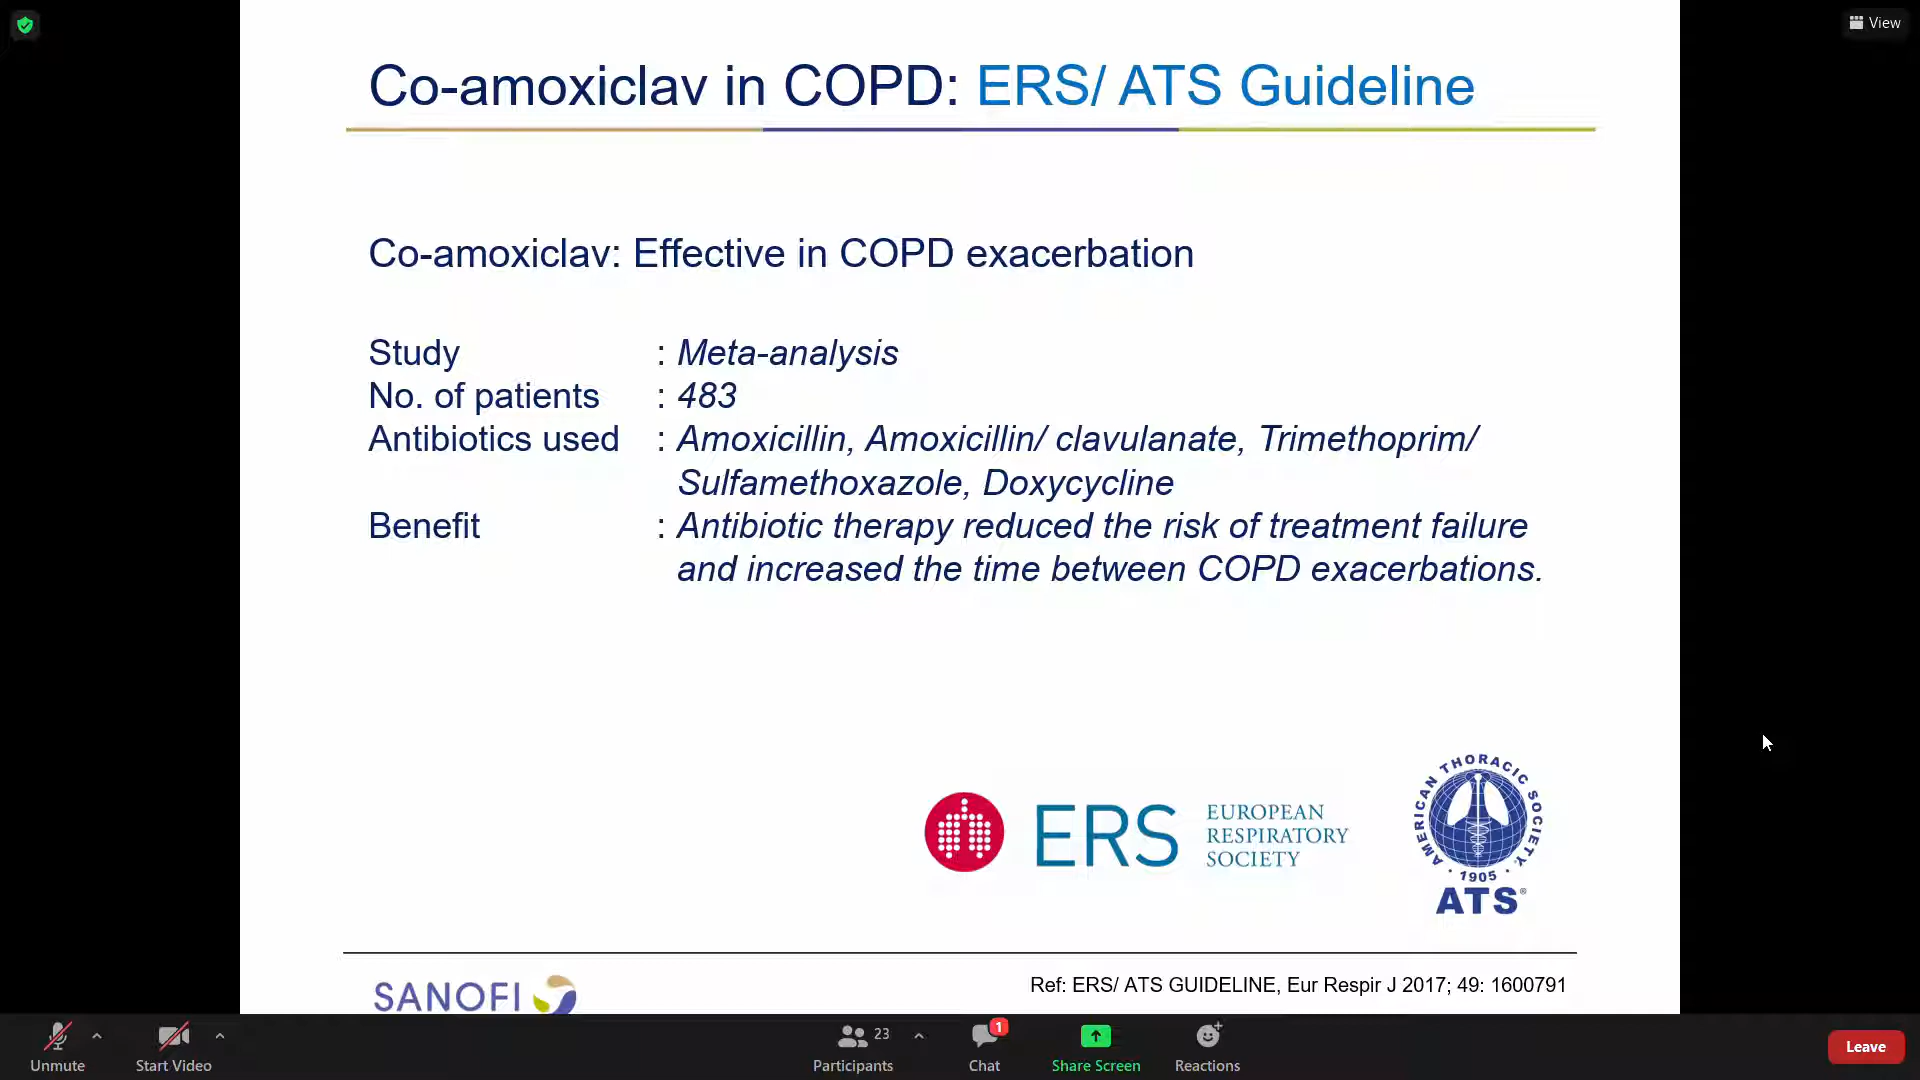 View
Co-amoxiclav in COPD: ERS/ ATS Guideline
Co-amoxiclav: Effective in COPD exacerbation
Study : Meta-analysis
No. of patients : 483
Antibiotics used : Amoxicillin, Amoxicillin/ clavulanate, Trimethoprim/
Sulfamethoxazole, Doxycycline
Benefit : Antibiotic therapy reduced the risk of treatment failure
and increased the time between COPD exacerbations.
ERS
EUROPEAN
RESPIRATORY
SOCIETY
AMERICAN THORACIC SOCIETY
· 1905 ·
ATS®
SANOFI
Ref: ERS/ ATS GUIDELINE, Eur Respir J 2017; 49: 1600791
23
1
Unmute
Start Video
Participants
Chat
Share Screen
Reactions
Leave